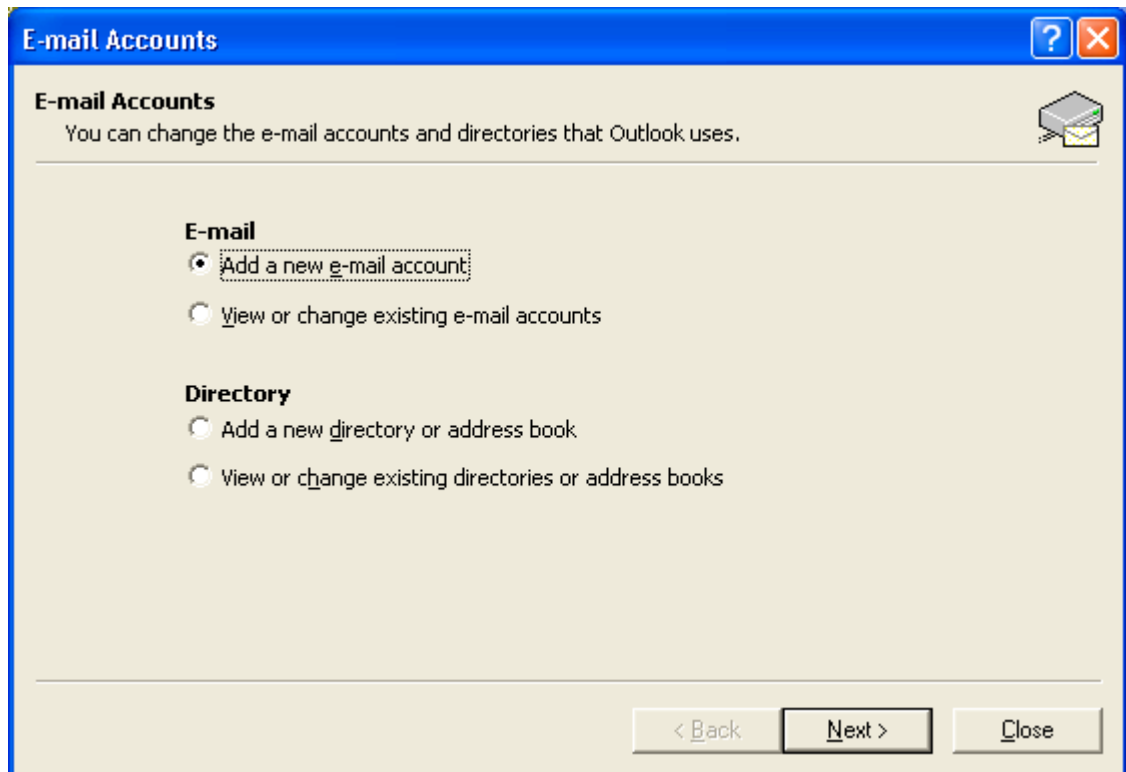 E-mail Accounts
?
E-mail Accounts
You can change the e-mail accounts and directories that Outlook uses.
E-mail
Add a new e-mail account
View or change existing e-mail accounts
Directory
Add a new directory or address book
View or change existing directories or address books
< Back Next > Close